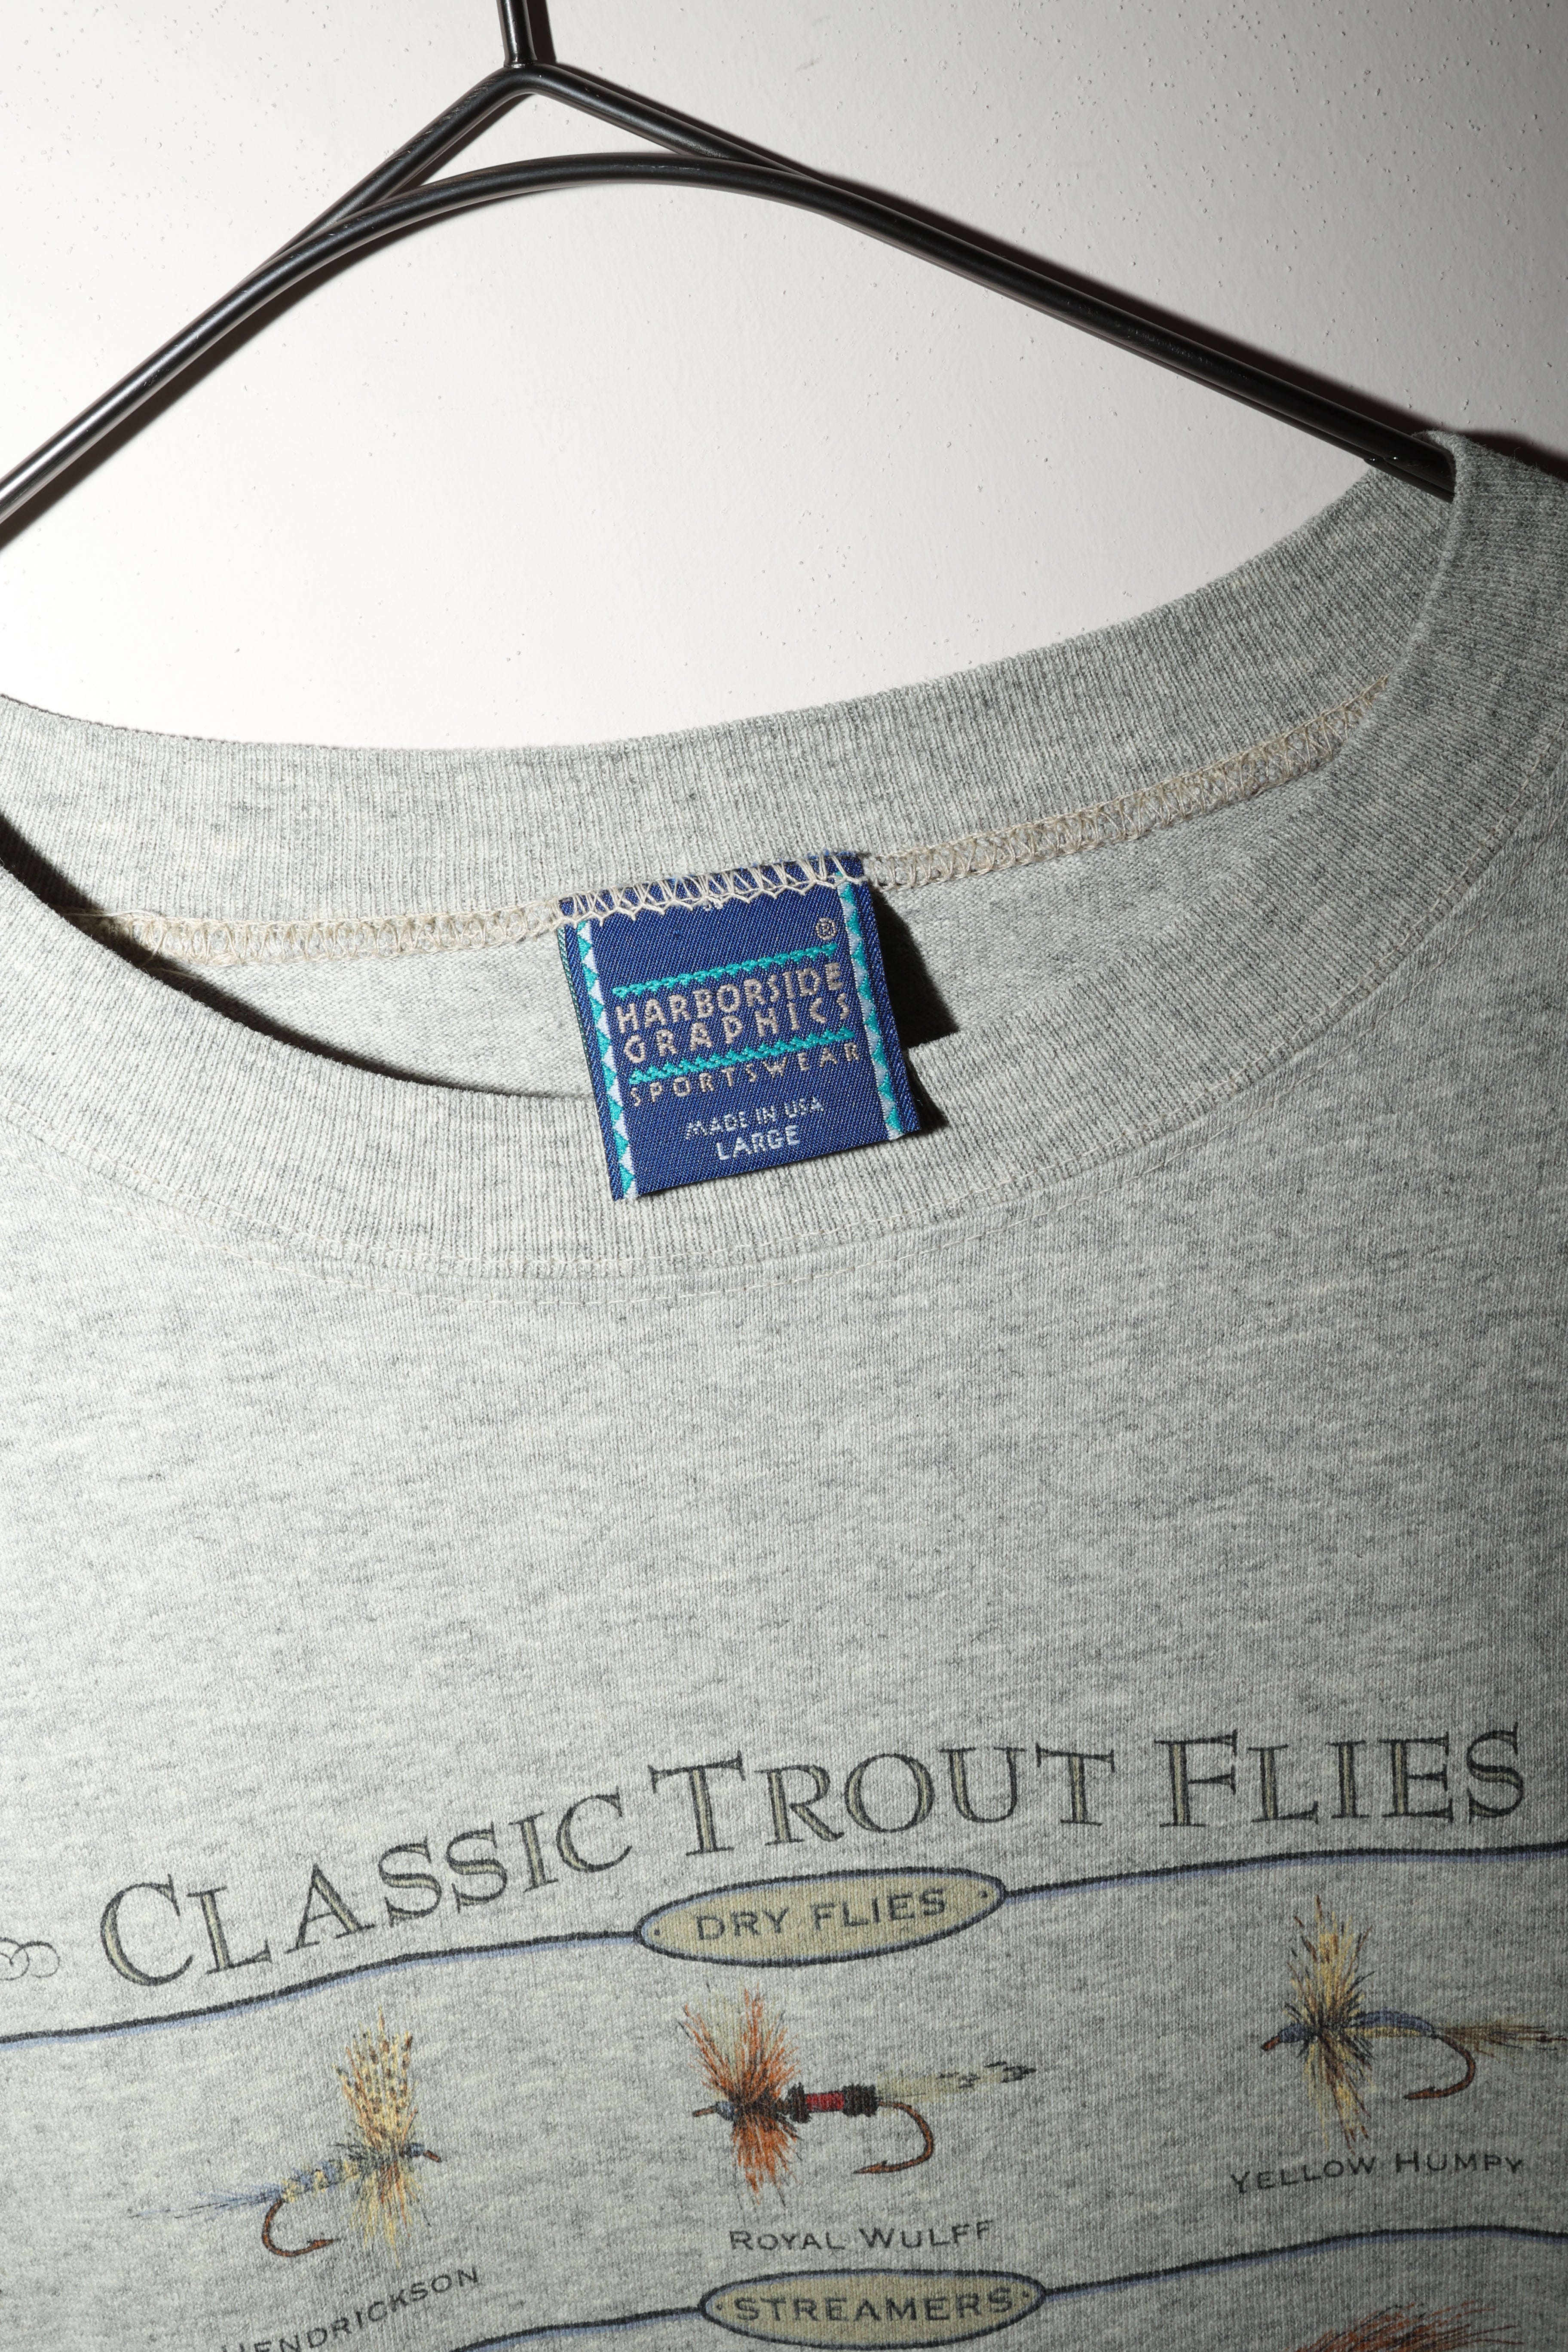 ®
HARBORSIDE
GRAPHICS
SPORTSWEAR
MADE IN USA
LARGE
CLASSIC TROUT FLIES
DRY FLIES
HENDRICKSON
ROYAL WULFF
YELLOW HUMPY
STREAMERS